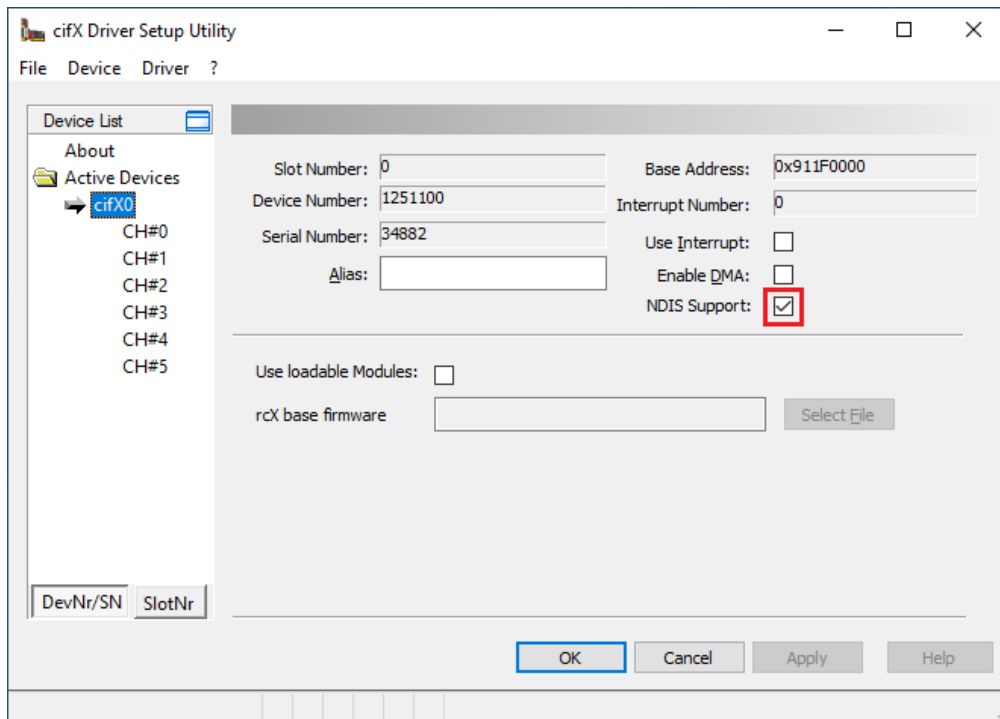 cifX Driver Setup Utility
File Device Driver ?
Device List
About
Active Devices
cifX0
CH#0
CH#1
CH#2
CH#3
CH#4
CH#5
DevNr/SN SlotNr
Slot Number: 0
Device Number: 1251100
Serial Number: 34882
Alias:
Base Address: 0x911F0000
Interrupt Number: 0
Use Interrupt:
Enable DMA:
NDIS Support:
Use loadable Modules:
rcX base firmware Select File
OK Cancel Apply Help